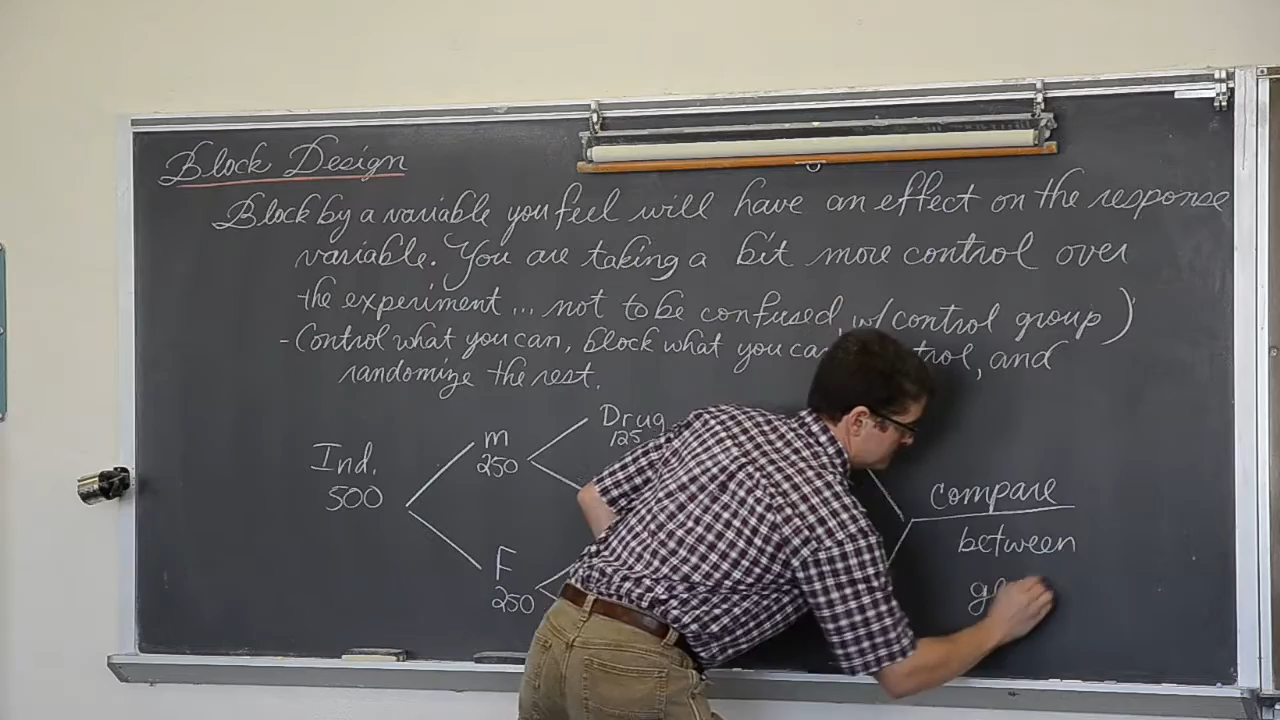 Block Design
Block by a variable you feel will have an effect on the response
variable. You are taking a bit more control over
the experiment... not to be confused w/ control group)
- Control what you can, block what you and
randomize the rest.
Ind.
500
m
250
Drug
125
F
250
Compare
between